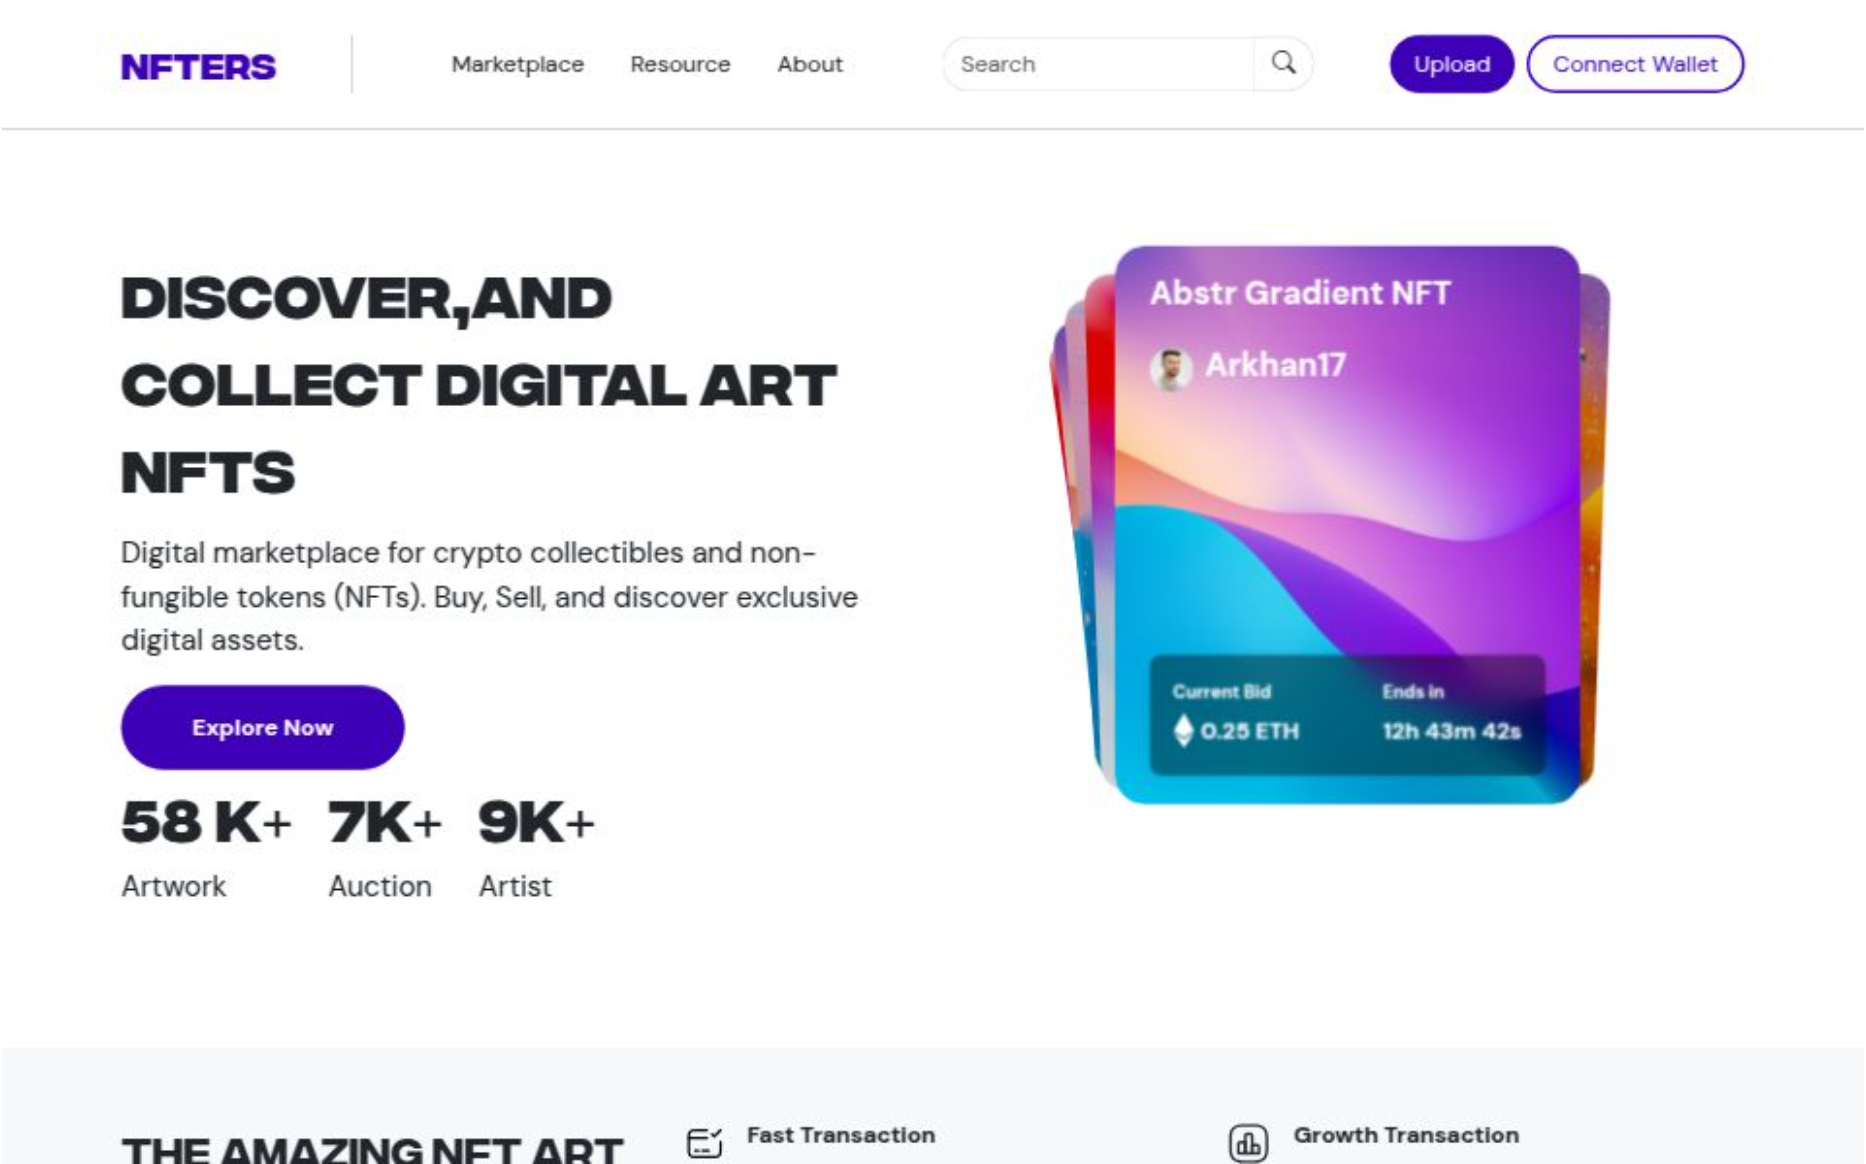 NFTERS
Marketplace
Resource
About
Search
Upload
Connect Wallet
DISCOVER,AND
COLLECT DIGITAL ART
NFTS
Digital marketplace for crypto collectibles and non-
fungible tokens (NFTs). Buy, Sell, and discover exclusive
digital assets.
Explore Now
58 K+ 7K+ 9K+
Artwork Auction Artist
Abstr Gradient NFT
Arkhan17
Current Bid Ends in
0.25 ETH 12h 43m 42s
THE AMAZING NFT ART
Fast Transaction
Growth Transaction